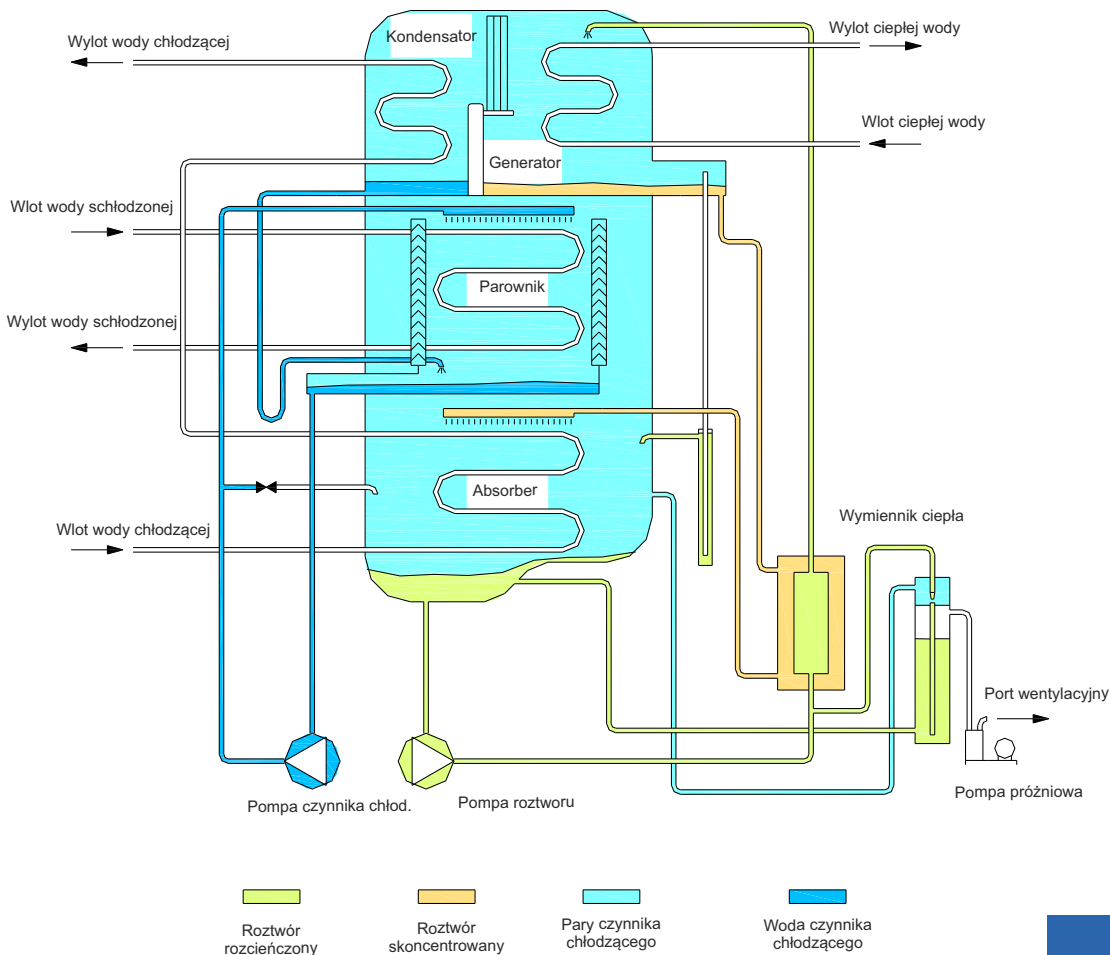 Kondensator
Wylot wody chłodzącej
Wylot ciepłej wody
Wlot ciepłej wody
Generator
Wlot wody schłodzonej
Parownik
Wylot wody schłodzonej
Absorber
Wlot wody chłodzącej
Wymiennik ciepła
Port wentylacyjny
Pompa próżniowa
Pompa czynnika chłod.
Pompa roztworu
Roztwór
rozcieńczony
Roztwór
skoncentrowany
Pary czynnika
chłodzącego
Woda czynnika
chłodzącego